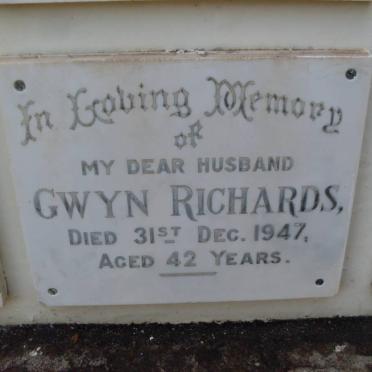 In Loving Memory
of
MY DEAR HUSBAND
GWYN RICHARDS,
DIED 31ST DEC. 1947,
AGED 42 YEARS.